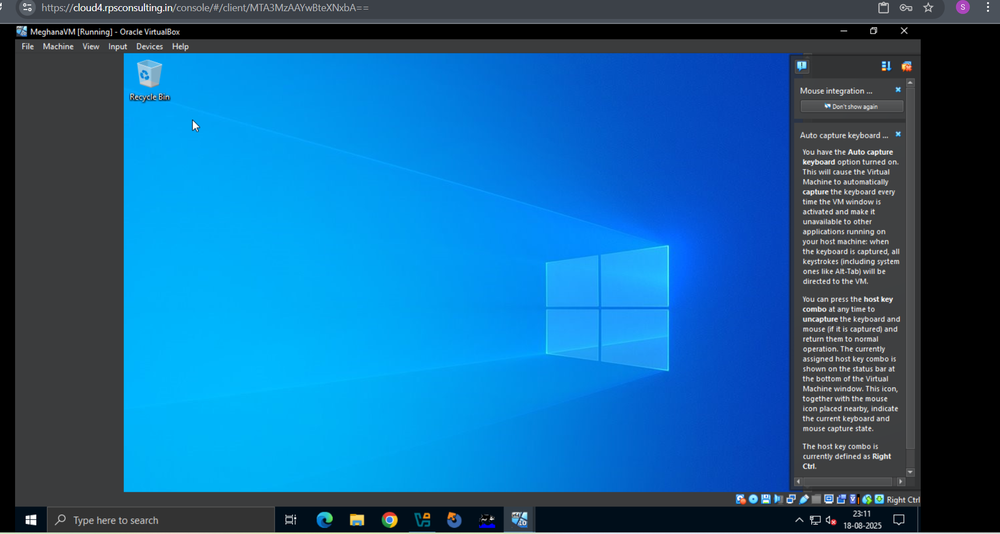 https://cloud4.rpsconsulting.in/console/#/client/MTA3MzAAYwBteXNxbA==
S
MeghanaVM [Running] - Oracle VirtualBox
File Machine View Input Devices Help
Recycle Bin
Mouse integration ...
Don't show again
Auto capture keyboard ...
You have the Auto capture
keyboard option turned on.
This will cause the Virtual
Machine to automatically
capture the keyboard every
time the VM window is
activated and make it
unavailable to other
applications running on
your host machine: when
the keyboard is captured, all
keystrokes (including system
ones like Alt-Tab) will be
directed to the VM.
You can press the host key
combo at any time to
uncapture the keyboard and
mouse (if it is captured) and
return them to normal
operation. The currently
assigned host key combo is
shown on the status bar at
the bottom of the Virtual
Machine window. This icon,
together with the mouse
icon placed nearby, indicate
the current keyboard and
mouse capture state.
The host key combo is
currently defined as Right
Ctrl.
Right Ctrl
Type here to search
23:11
18-08-2025